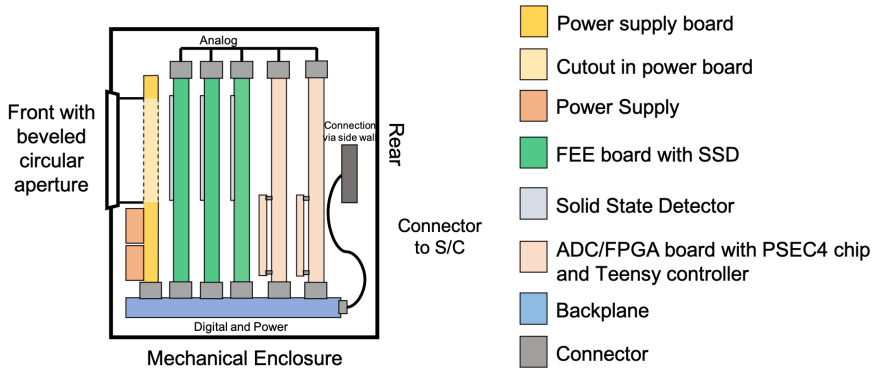 Analog
Front with
beveled
circular
aperture
Connection
via side wall
Rear
Connector
to S/C
Digital and Power
Mechanical Enclosure
Power supply board
Cutout in power board
Power Supply
FEE board with SSD
Solid State Detector
ADC/FPGA board with PSEC4 chip
and Teensy controller
Backplane
Connector